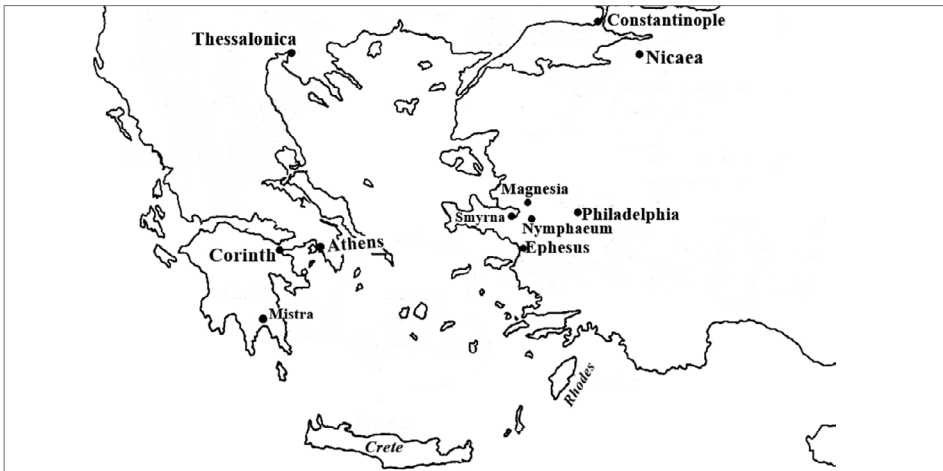 Constantinople
Thessalonica
Nicaea
Magnesia
Smyrna
Philadelphia
Nymphaeum
Athens
Ephesus
Corinth
Mistra
Rhodes
Crete